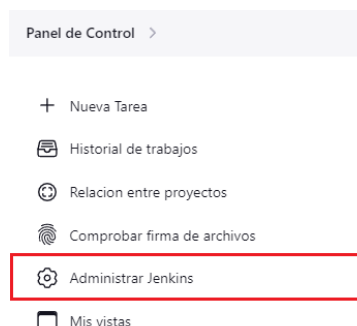 Panel de Control >
Nueva Tarea
Historial de trabajos
Relacion entre proyectos
Comprobar firma de archivos
Administrar Jenkins
Mis vistas